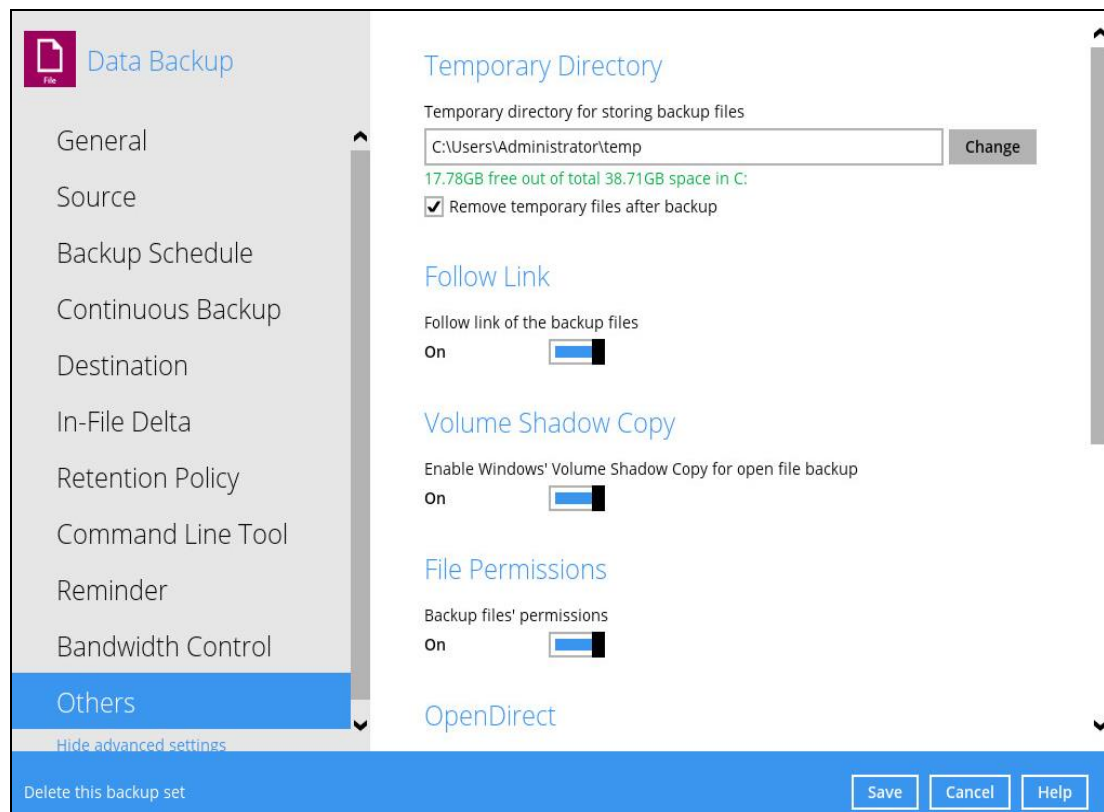 File
Data Backup
General
Source
Backup Schedule
Continuous Backup
Destination
In-File Delta
Retention Policy
Command Line Tool
Reminder
Bandwidth Control
Others
Hide advanced settings
Temporary Directory
Temporary directory for storing backup files
C:\Users\Administrator\temp
Change
17.78GB free out of total 38.71GB space in C:
Remove temporary files after backup
Follow Link
Follow link of the backup files
On
Volume Shadow Copy
Enable Windows' Volume Shadow Copy for open file backup
On
File Permissions
Backup files' permissions
On
OpenDirect
Delete this backup set
Save
Cancel
Help